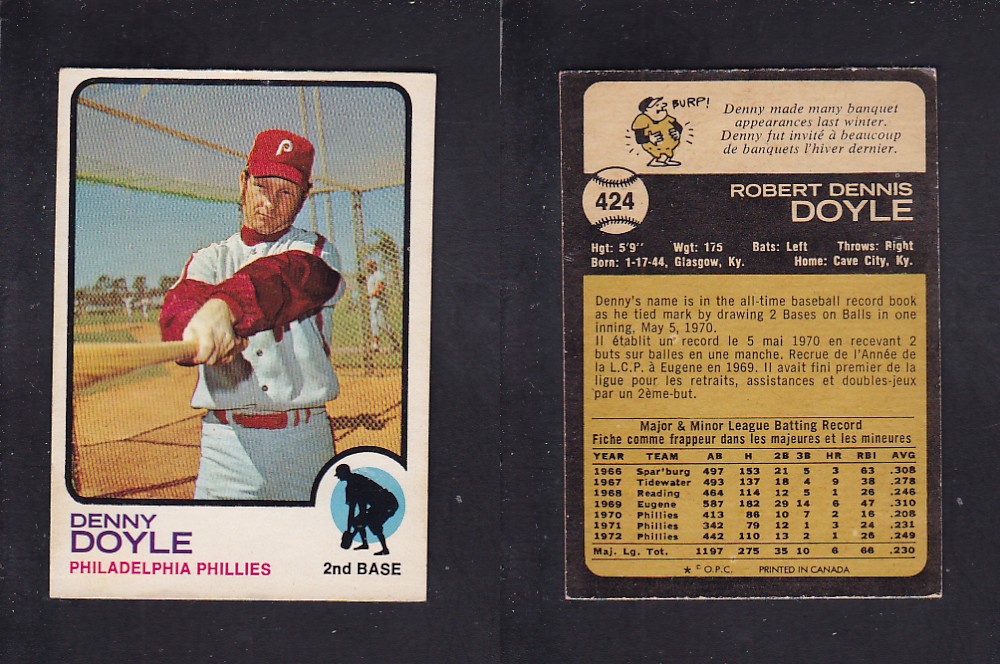 P
DENNY
DOYLE
PHILADELPHIA PHILLIES
2nd BASE
BURP!
Denny made many banquet
appearances last winter.
Denny fut invité à beaucoup
de banquets l'hiver dernier.
424
ROBERT DENNIS
DOYLE
Hgt: 5'9" Wgt: 175 Bats: Left Throws: Right
Born: 1-17-44, Glasgow, Ky. Home: Cave City, Ky.
Denny's name is in the all-time baseball record book
as he tied mark by drawing 2 Bases on Balls in one
inning, May 5, 1970.
Il établit un record le 5 mai 1970 en recevant 2
buts sur balles en une manche. Recrue de l'Année de
la L.C.P. à Eugene en 1969. Il avait fini premier de la
ligue pour les retraits, assistances et doubles-jeux
par un 2ème-but.
Major & Minor League Batting Record
Fiche comme frappeur dans les majeures et les mineures
YEAR TEAM AB H 2B 3B HR RBI AVG
1966 Spar'burg 497 153 21 5 3 63 .308
1967 Tidewater 493 137 18 4 9 38 .278
1968 Reading 464 114 12 5 1 26 .246
1969 Eugene 587 182 29 14 6 47 .310
1970 Phillies 413 86 10 7 2 16 .208
1971 Phillies 342 79 12 1 3 24 .231
1972 Phillies 442 110 13 2 1 26 .249
Maj. Lg. Tot. 1197 275 35 10 6 66 .230
* © O.P.C. PRINTED IN CANADA